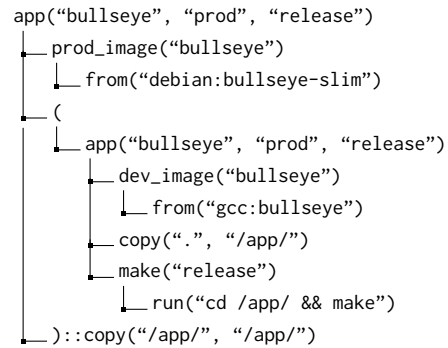 app(“bullseye”, “prod”, “release”)
prod_image(“bullseye”)
from(“debian:bullseye-slim”)
(
app(“bullseye”, “prod”, “release”)
dev_image(“bullseye”)
from(“gcc:bullseye”)
copy(“.”, “/app/”)
make(“release”)
run(“cd /app/ && make”)
)::copy(“/app/”, “/app/”)